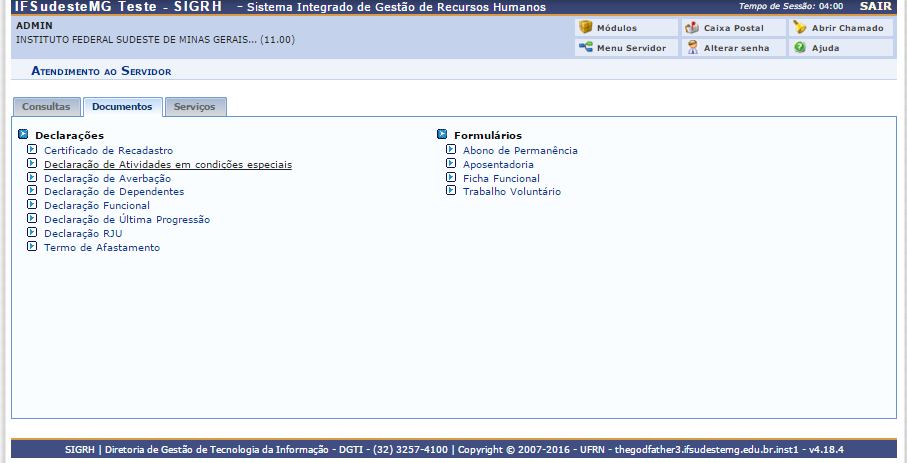 IFSudesteMG Teste - SIGRH - Sistema Integrado de Gestão de Recursos Humanos
Tempo de Sessão: 04:00 SAIR
ADMIN
INSTITUTO FEDERAL SUDESTE DE MINAS GERAIS... (11.00)
Módulos Caixa Postal Abrir Chamado
Menu Servidor Alterar senha Ajuda
Atendimento ao Servidor
Consultas Documentos Serviços
Declarações
Certificado de Recadastro
Declaração de Atividades em condições especiais
Declaração de Averbação
Declaração de Dependentes
Declaração Funcional
Declaração de Última Progressão
Declaração RJU
Termo de Afastamento
Formulários
Abono de Permanência
Aposentadoria
Ficha Funcional
Trabalho Voluntário
SIGRH | Diretoria de Gestão de Tecnologia da Informação - DGTI - (32) 3257-4100 | Copyright © 2007-2016 - UFRN - thegodfather3.ifsudestemg.edu.br.inst1 - v4.18.4